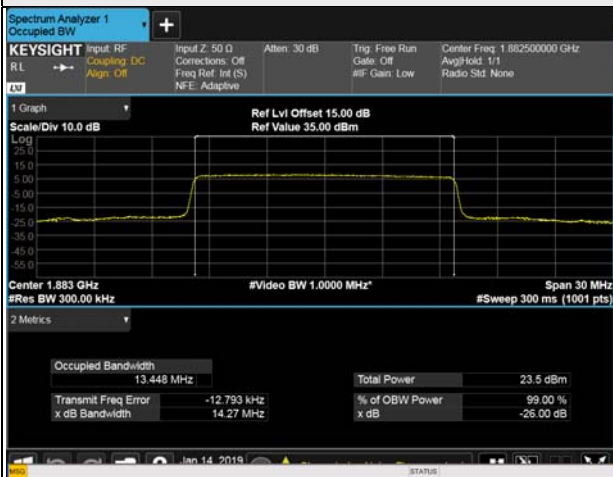 Spectrum Analyzer 1
Occupied BW
+
KEYSIGHT Input: RF Input Z: 50 Ω Atten: 30 dB Trig: Free Run Center Freq: 1.882500000 GHz
RL Coupling: DC Corrections: Off Gate: Off Avg|Hold: 1/1
Align: Off Freq Ref: Int (S) #IF Gain: Low Radio Std: None
LXI NFE: Adaptive
1 Graph
Ref Lvl Offset 15.00 dB
Scale/Div 10.0 dB Ref Value 35.00 dBm
Log
25.0
15.0
5.00
-5.00
-15.0
-25.0
-35.0
-45.0
-55.0
Center 1.883 GHz #Video BW 1.0000 MHz* Span 30 MHz
#Res BW 300.00 kHz #Sweep 300 ms (1001 pts)
2 Metrics
Occupied Bandwidth
13.448 MHz Total Power 23.5 dBm
Transmit Freq Error -12.793 kHz % of OBW Power 99.00 %
x dB Bandwidth 14.27 MHz x dB -26.00 dB
Jan 14, 2019
MSG STATUS